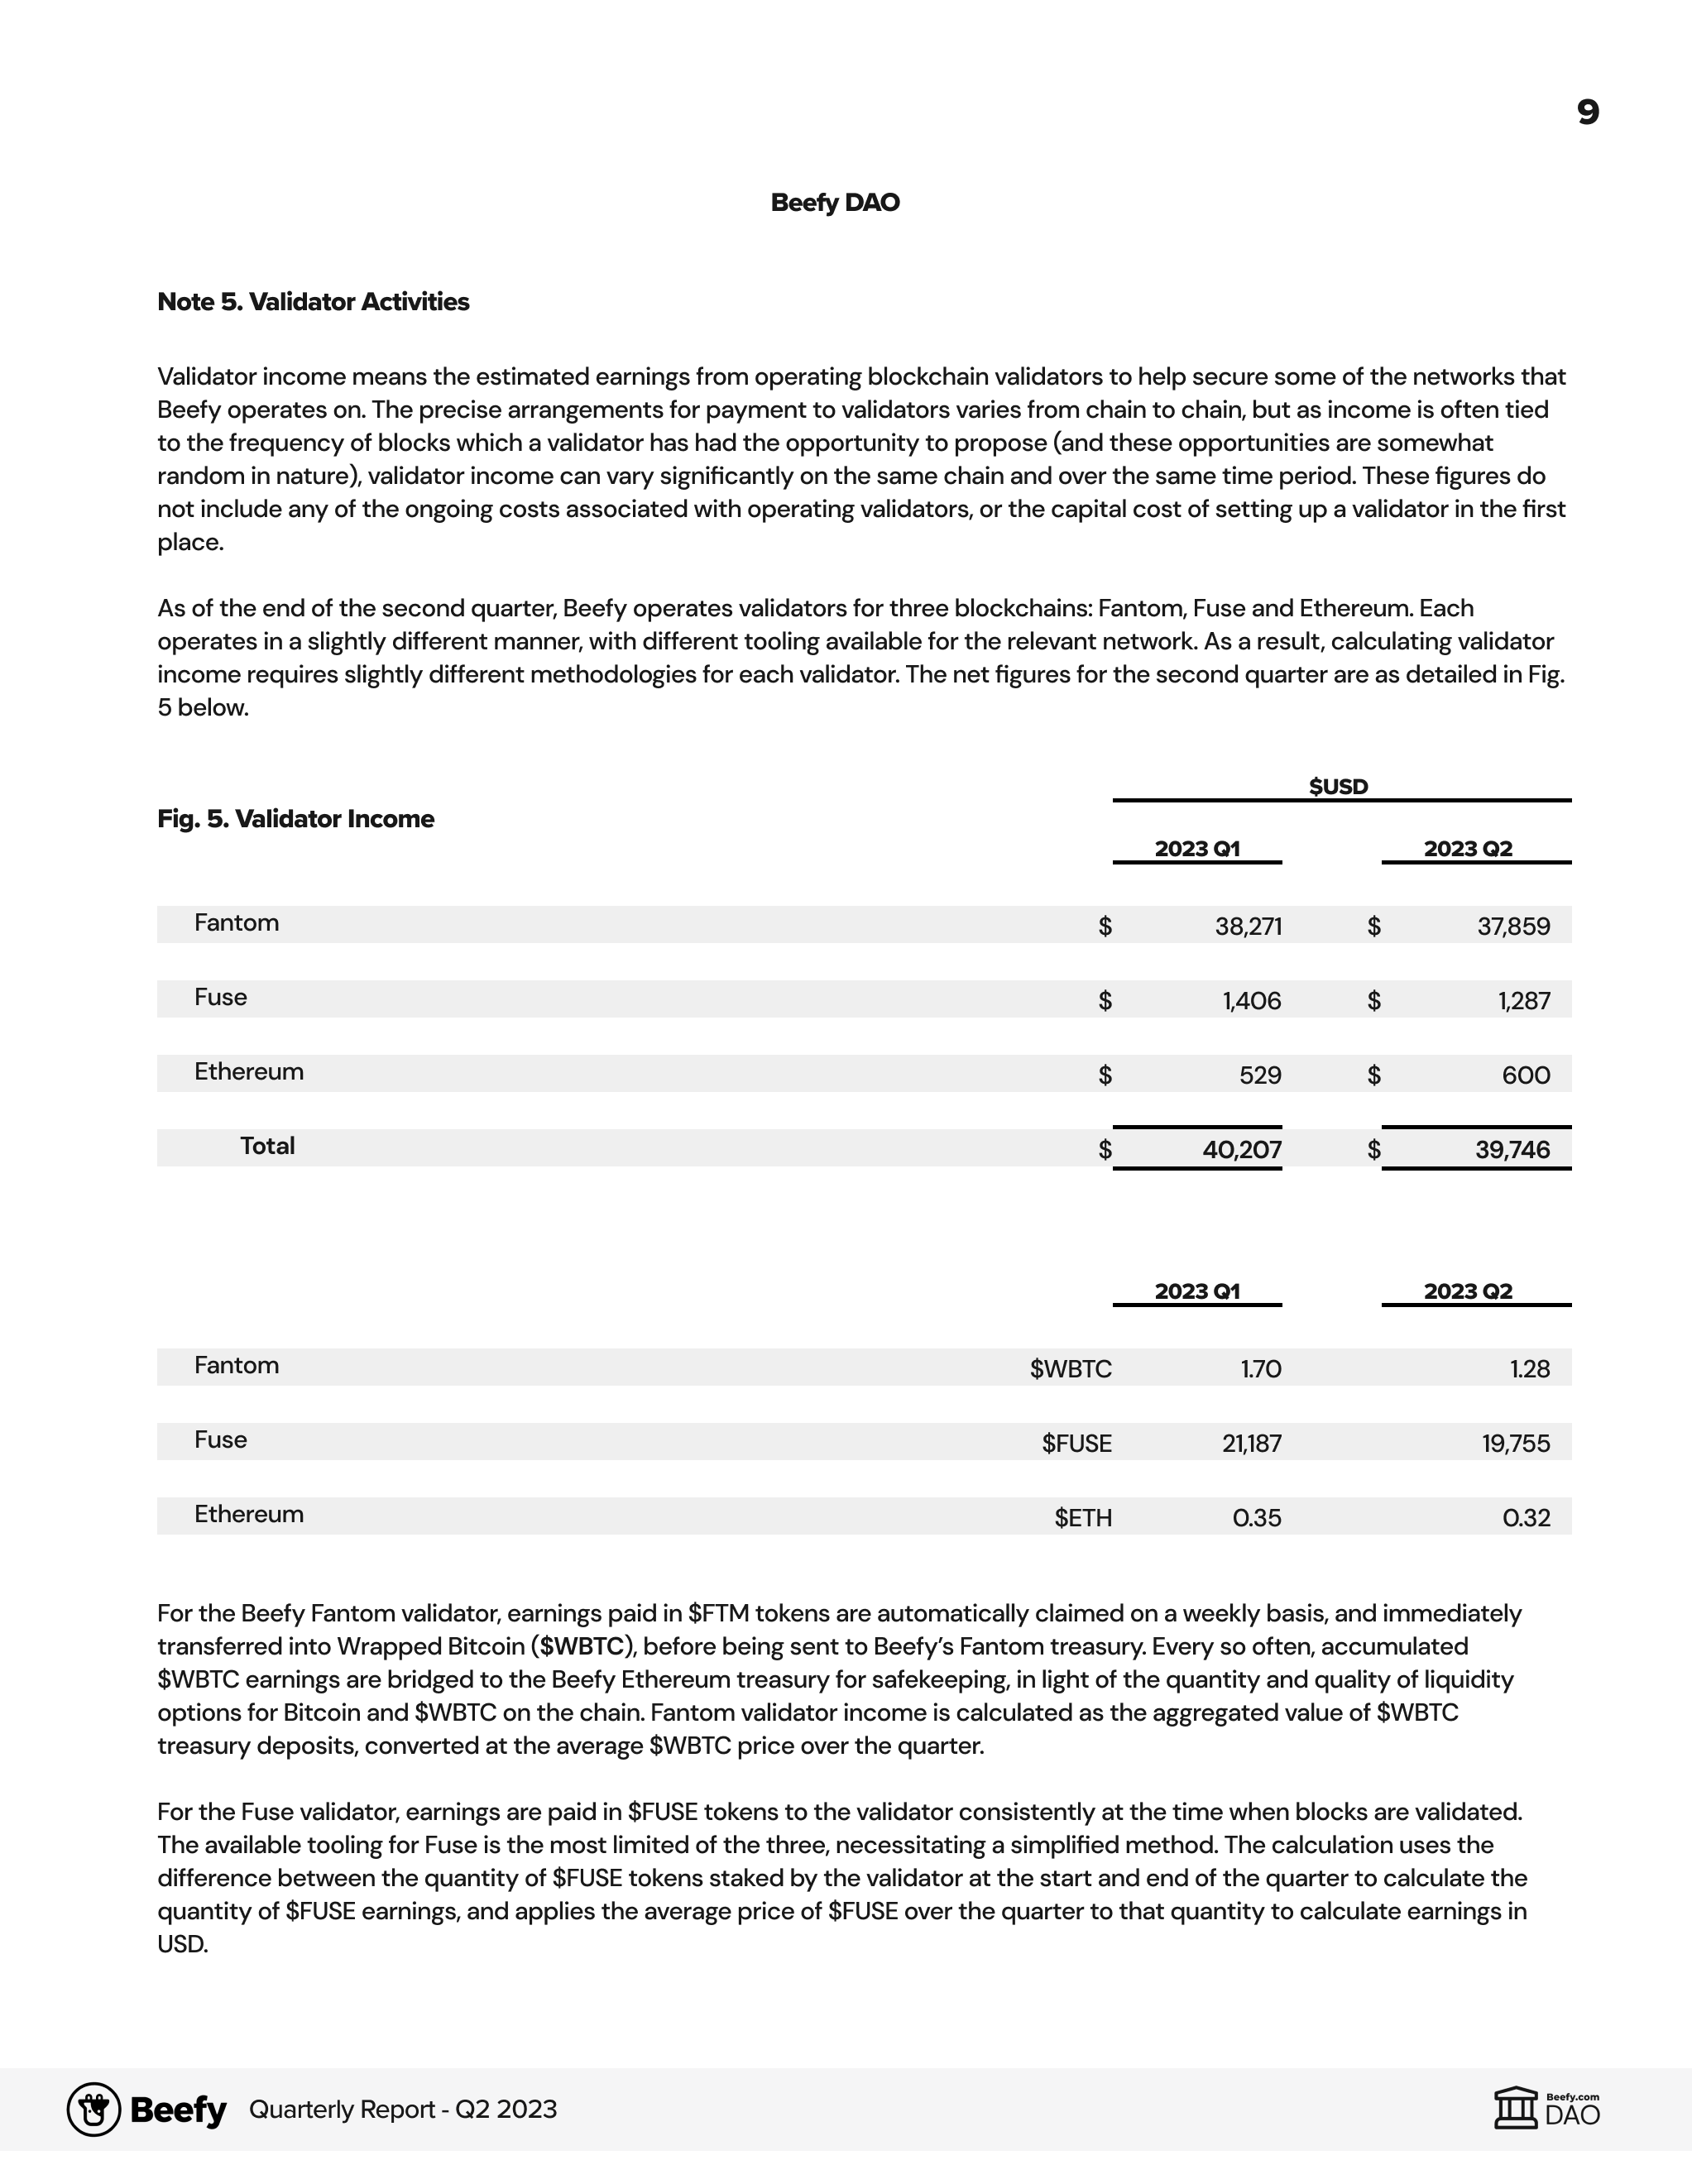 9
Beefy DAO
Note 5. Validator Activities
Validator income means the estimated earnings from operating blockchain validators to help secure some of the networks that
Beefy operates on. The precise arrangements for payment to validators varies from chain to chain, but as income is often tied
to the frequency of blocks which a validator has had the opportunity to propose (and these opportunities are somewhat
random in nature), validator income can vary significantly on the same chain and over the same time period. These figures do
not include any of the ongoing costs associated with operating validators, or the capital cost of setting up a validator in the first
place.
As of the end of the second quarter, Beefy operates validators for three blockchains: Fantom, Fuse and Ethereum. Each
operates in a slightly different manner, with different tooling available for the relevant network. As a result, calculating validator
income requires slightly different methodologies for each validator. The net figures for the second quarter are as detailed in Fig.
5 below.
$USD
Fig. 5. Validator Income
2023 Q1 2023 Q2
Fantom $ 38,271 $ 37,859
Fuse $ 1,406 $ 1,287
Ethereum $ 529 $ 600
Total $ 40,207 $ 39,746
2023 Q1 2023 Q2
Fantom $WBTC 1.70 1.28
Fuse $FUSE 21,187 19,755
Ethereum $ETH 0.35 0.32
For the Beefy Fantom validator, earnings paid in $FTM tokens are automatically claimed on a weekly basis, and immediately
transferred into Wrapped Bitcoin ($WBTC), before being sent to Beefy’s Fantom treasury. Every so often, accumulated
$WBTC earnings are bridged to the Beefy Ethereum treasury for safekeeping, in light of the quantity and quality of liquidity
options for Bitcoin and $WBTC on the chain. Fantom validator income is calculated as the aggregated value of $WBTC
treasury deposits, converted at the average $WBTC price over the quarter.
For the Fuse validator, earnings are paid in $FUSE tokens to the validator consistently at the time when blocks are validated.
The available tooling for Fuse is the most limited of the three, necessitating a simplified method. The calculation uses the
difference between the quantity of $FUSE tokens staked by the validator at the start and end of the quarter to calculate the
quantity of $FUSE earnings, and applies the average price of $FUSE over the quarter to that quantity to calculate earnings in
USD.
Beefy Quarterly Report - Q2 2023
Beefy.com
DAO